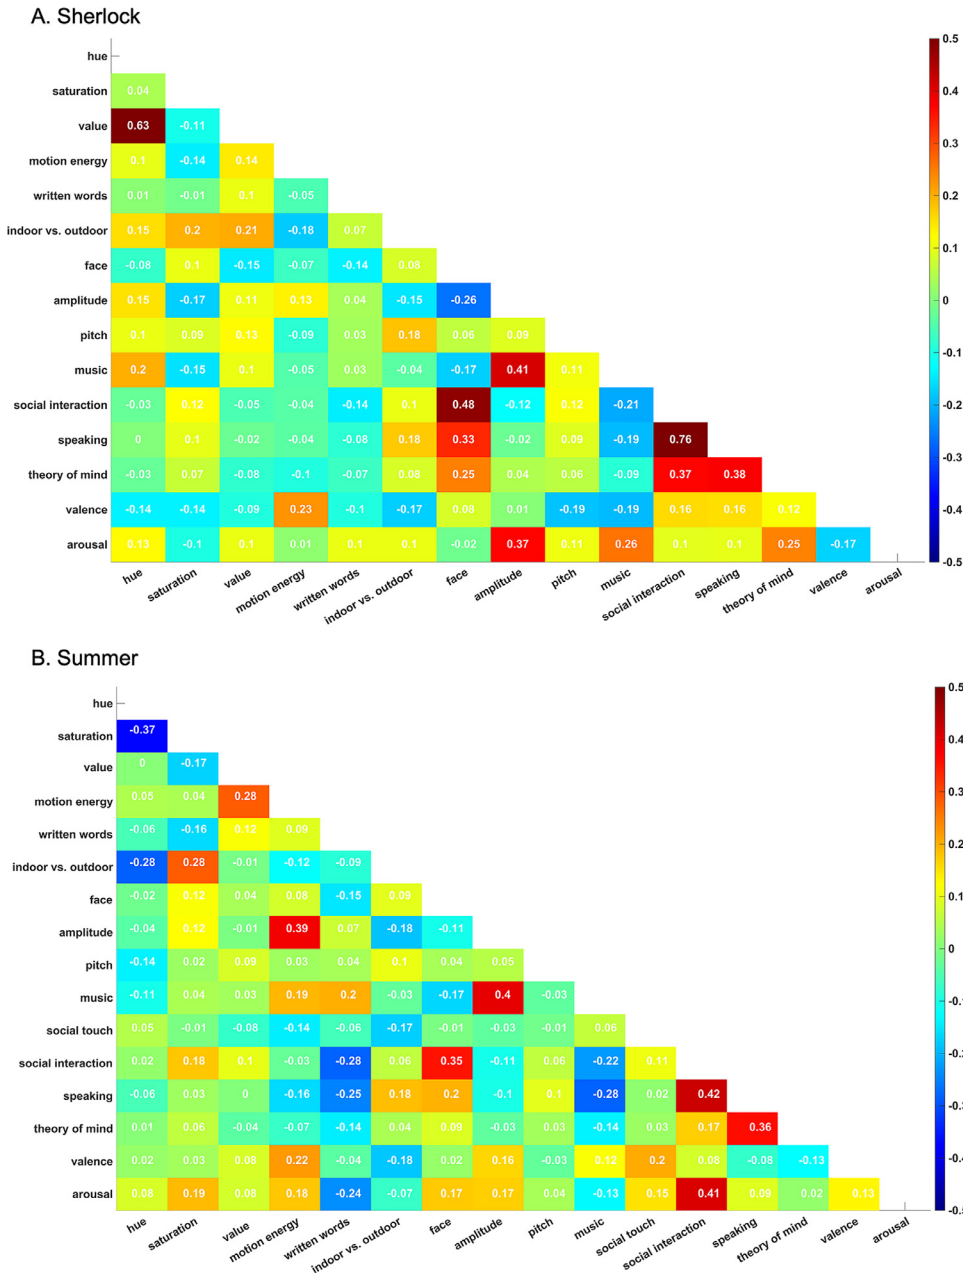 A. Sherlock
hue
saturation 0.04
value 0.63 -0.11
motion energy 0.1 -0.14 0.14
written words 0.01 -0.01 0.1 -0.05
indoor vs. outdoor 0.15 0.2 0.21 -0.18 0.07
face -0.08 0.1 -0.15 -0.07 -0.14 0.08
amplitude 0.15 -0.17 0.11 0.13 0.04 -0.15 -0.26
pitch 0.1 0.09 0.13 -0.09 0.03 0.18 0.06 0.09
music 0.2 -0.15 0.1 -0.05 0.03 -0.04 -0.17 0.41 0.11
social interaction -0.03 0.12 -0.05 -0.04 -0.14 0.1 0.48 -0.12 0.12 -0.21
speaking 0 0.1 -0.02 -0.04 -0.08 0.18 0.33 -0.02 0.09 -0.19 0.76
theory of mind -0.03 0.07 -0.08 -0.1 -0.07 0.08 0.25 0.04 0.06 -0.09 0.37 0.38
valence -0.14 -0.14 -0.09 0.23 -0.1 -0.17 0.08 0.01 -0.19 -0.19 0.16 0.16 0.12
arousal 0.13 -0.1 0.1 0.01 0.1 0.1 -0.02 0.37 0.11 0.26 0.1 0.1 0.25 -0.17
hue saturation value motion energy written words indoor vs. outdoor face amplitude pitch music social interaction speaking theory of mind valence arousal
0.5
0.4
0.3
0.2
0.1
0
-0.1
-0.2
-0.3
-0.4
-0.5
B. Summer
hue
saturation -0.37
value 0 -0.17
motion energy 0.05 0.04 0.28
written words -0.06 -0.16 0.12 0.09
indoor vs. outdoor -0.28 0.28 -0.01 -0.12 -0.09
face -0.02 0.12 0.04 0.08 -0.15 0.09
amplitude -0.04 0.12 -0.01 0.39 0.07 -0.18 -0.11
pitch -0.14 0.02 0.09 0.03 0.04 0.1 0.04 0.05
music -0.11 0.04 0.03 0.19 0.2 -0.03 -0.17 0.4 -0.03
social touch 0.05 -0.01 -0.08 -0.14 -0.06 -0.17 -0.01 -0.03 -0.01 0.06
social interaction 0.02 0.18 0.1 -0.03 -0.28 0.06 0.35 -0.11 0.06 -0.22 0.11
speaking -0.06 0.03 0 -0.16 -0.25 0.18 0.2 -0.1 0.1 -0.28 0.02 0.42
theory of mind 0.01 0.06 -0.04 -0.07 -0.14 0.04 0.09 -0.03 0.03 -0.14 0.03 0.17 0.36
valence 0.02 0.03 0.08 0.22 -0.04 -0.18 0.02 0.16 -0.03 0.12 0.2 0.08 -0.08 -0.13
arousal 0.08 0.19 0.08 0.18 -0.24 -0.07 0.17 0.17 0.04 -0.13 0.15 0.41 0.09 0.02 0.13
hue saturation value motion energy written words indoor vs. outdoor face amplitude pitch music social touch social interaction speaking theory of mind valence arousal
0.5
0.4
0.3
0.2
0.1
0